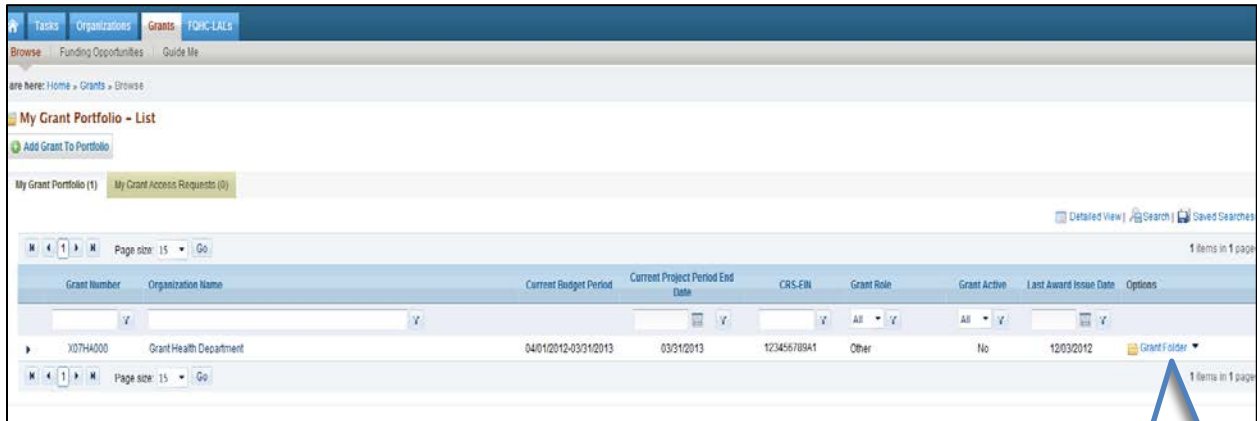 Tasks Organizations Grants FQHC-LALs
Browse Funding Opportunities Guide Me
are here: Home » Grants » Browse
My Grant Portfolio - List
Add Grant To Portfolio
My Grant Portfolio (1) My Grant Access Requests (0)
Detailed View | Search | Saved Searches
1 Page size: 15 Go 1 items in 1 page
Grant Number Organization Name Current Budget Period Current Project Period End Date CRS-EIN Grant Role Grant Active Last Award Issue Date Options
All All
X07HA000 Grant Health Department 04/01/2012-03/31/2013 03/31/2013 123456789A1 Other No 12/03/2012 Grant Folder
1 Page size: 15 Go 1 items in 1 page